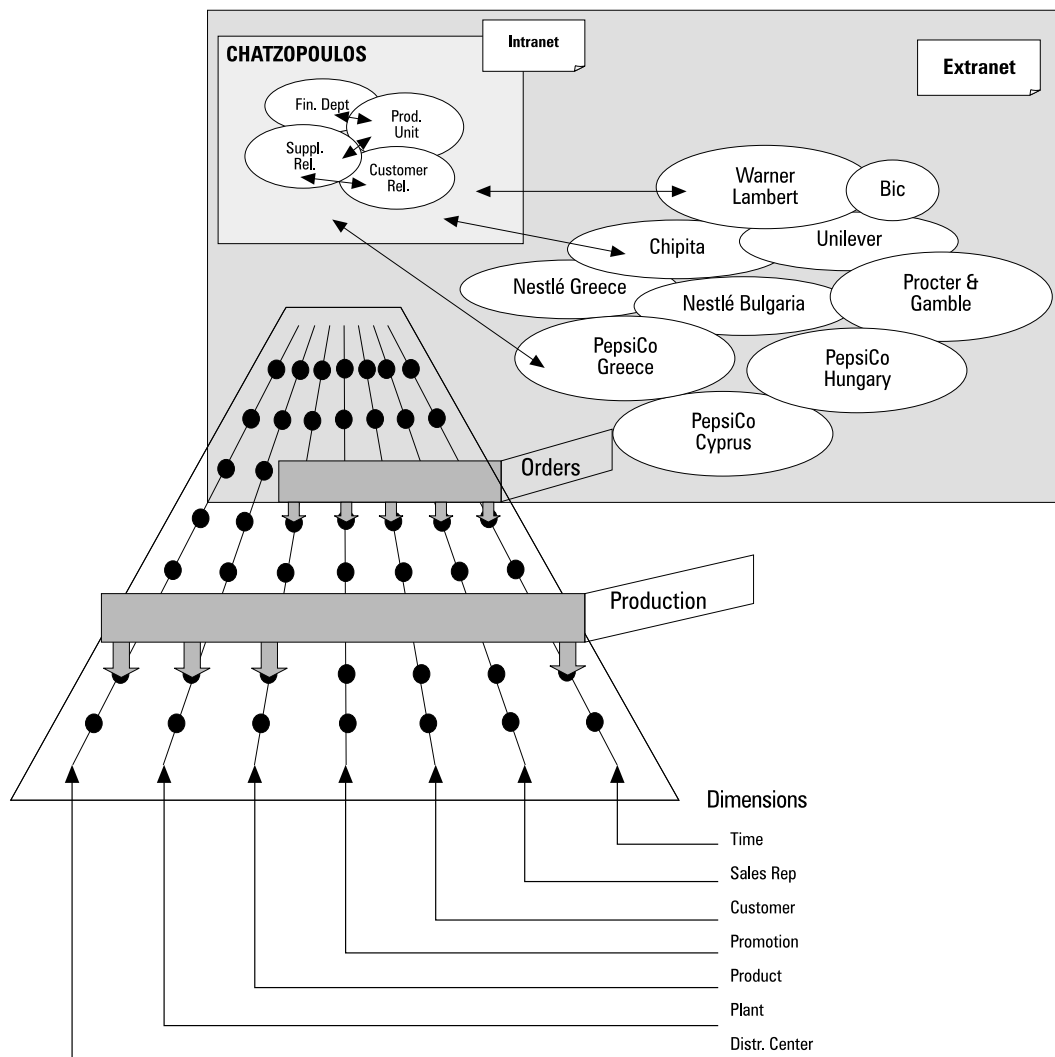 CHATZOPOULOS
Intranet
Extranet
Fin. Dept
Prod.
Unit
Suppl.
Rel.
Customer
Rel.
Warner
Lambert
Bic
Chipita
Unilever
Nestlé Greece
Nestlé Bulgaria
Procter &
Gamble
PepsiCo
Greece
PepsiCo
Hungary
PepsiCo
Cyprus
Orders
Production
Dimensions
Time
Sales Rep
Customer
Promotion
Product
Plant
Distr. Center